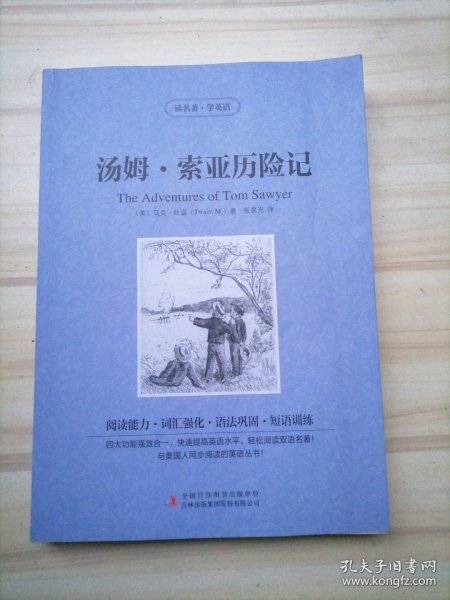 读名著·学英语
汤姆·索亚历险记
The Adventures of Tom Sawyer
（美）马克·吐温（Twain, M.）著 张晨光 译
阅读能力·词汇强化·语法巩固·短语训练
四大功能强效合一，快速提高英语水平，轻松阅读双语名著！
与美国人同步阅读的英语丛书！
全国百佳图书出版单位
吉林出版集团股份有限公司
孔夫子旧书网
www.kongfz.com